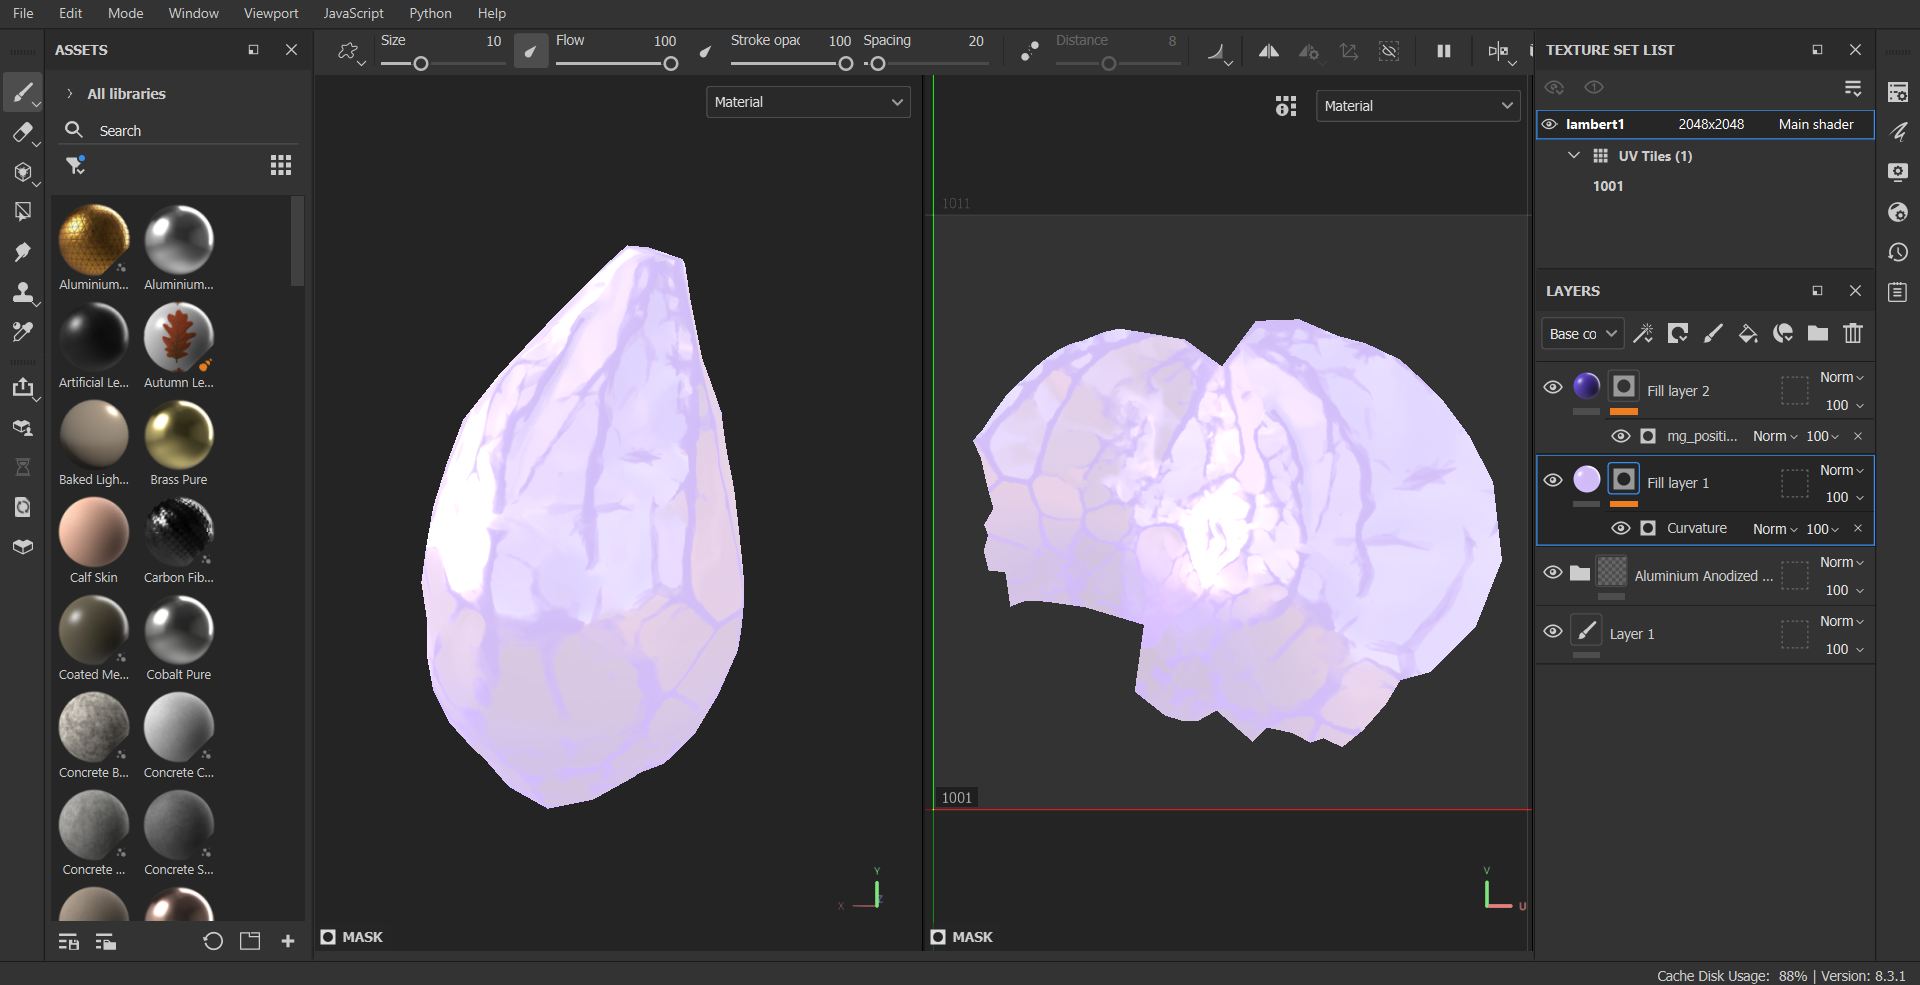 File Edit Mode Window Viewport JavaScript Python Help
ASSETS
All libraries
Search
Aluminium... Aluminium...
Artificial Le... Autumn Le...
Baked Ligh... Brass Pure
Calf Skin Carbon Fib...
Coated Me... Cobalt Pure
Concrete B... Concrete C...
Concrete ... Concrete S...
Size 10 Flow 100 Stroke opac 100 Spacing 20 Distance 8
Material
Y
X Z
MASK
Material
1011
1001
V
U
MASK
TEXTURE SET LIST
lambert1 2048x2048 Main shader
UV Tiles (1)
1001
LAYERS
Base co
Fill layer 2 Norm
100
mg_positi... Norm 100
Fill layer 1 Norm
100
Curvature Norm 100
Aluminium Anodized ... Norm
100
Layer 1 Norm
100
Cache Disk Usage: 88% | Version: 8.3.1